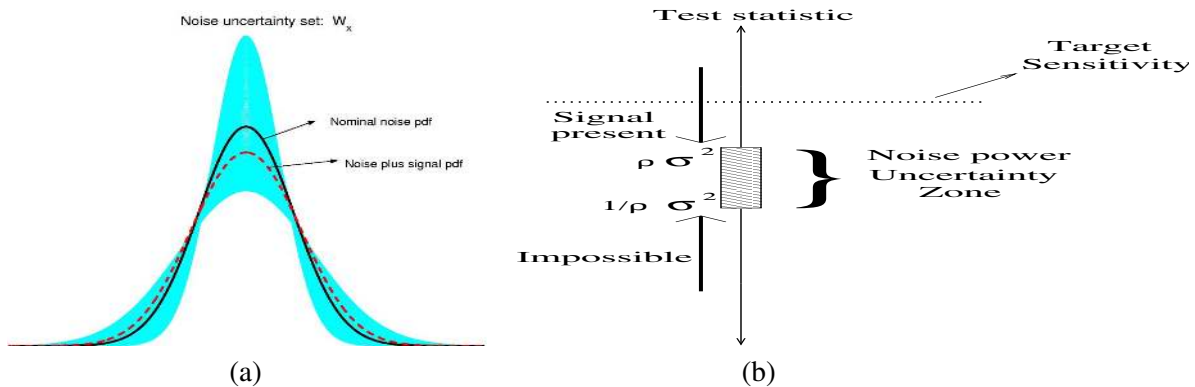 Noise uncertainty set: W_x
Nominal noise pdf
Noise plus signal pdf
(a)
Test statistic
Target
Sensitivity
Signal
present
ρ σ²
1/ρ σ²
Noise power
Uncertainty
Zone
Impossible
(b)